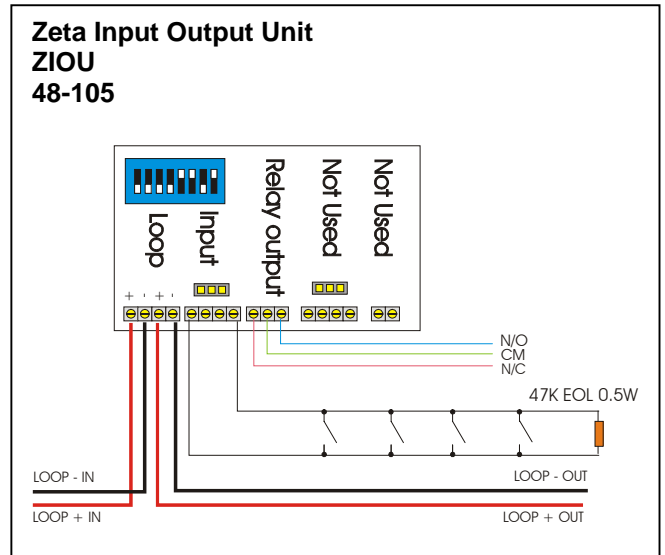 Zeta Input Output Unit
ZIOU
48-105
Loop
Input
Relay output
Not Used
Not Used
+ - + -
N/O
CM
N/C
47K EOL 0.5W
LOOP - IN
LOOP - OUT
LOOP + IN
LOOP + OUT